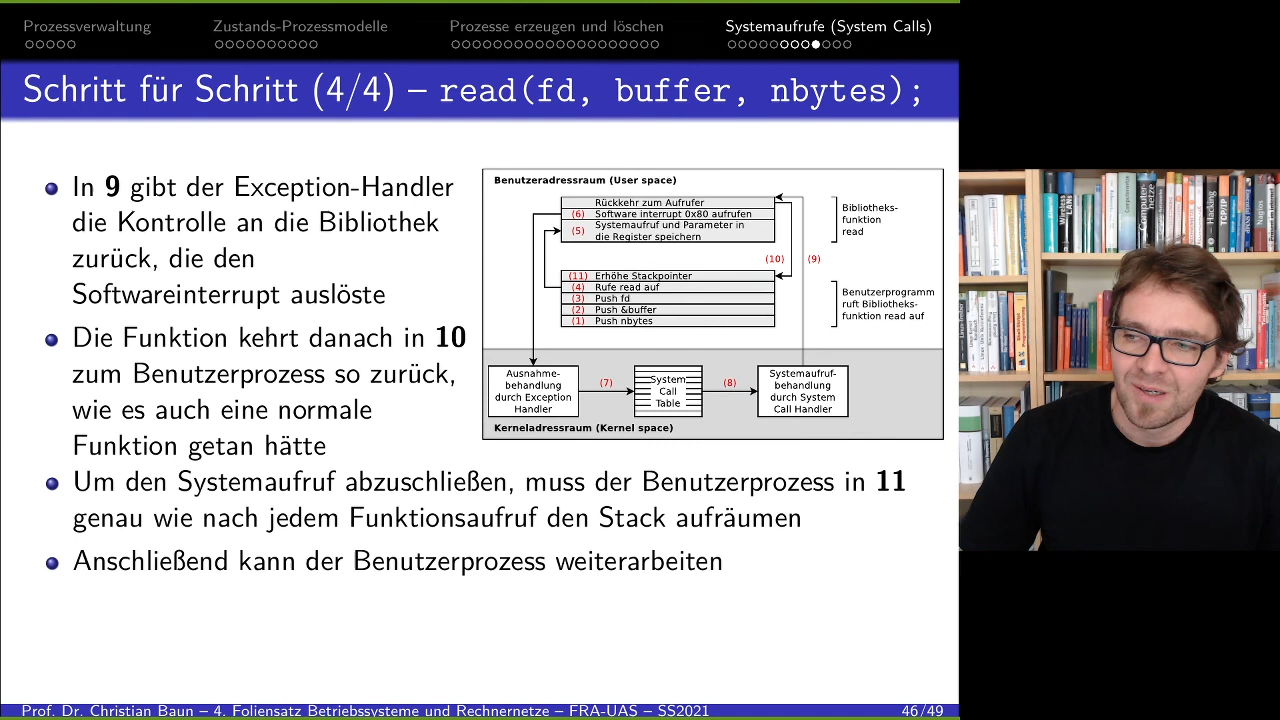 Prozessverwaltung Zustands-Prozessmodelle Prozesse erzeugen und löschen Systemaufrufe (System Calls)
Schritt für Schritt (4/4) – read(fd, buffer, nbytes);
In 9 gibt der Exception-Handler
die Kontrolle an die Bibliothek
zurück, die den
Softwareinterrupt auslöste
Die Funktion kehrt danach in 10
zum Benutzerprozess so zurück,
wie es auch eine normale
Funktion getan hätte
Um den Systemaufruf abzuschließen, muss der Benutzerprozess in 11
genau wie nach jedem Funktionsaufruf den Stack aufräumen
Anschließend kann der Benutzerprozess weiterarbeiten
Benutzeradressraum (User space)
Rückkehr zum Aufrufer
(6) Software interrupt 0x80 aufrufen
(5) Systemaufruf und Parameter in
die Register speichern
Bibliotheks-
funktion
read
(10) (9)
(11) Erhöhe Stackpointer
(4) Rufe read auf
(3) Push fd
(2) Push &buffer
(1) Push nbytes
Benutzerprogramm
ruft Bibliotheks-
funktion read auf
Ausnahme-
behandlung
durch Exception
Handler
(7)
System
Call
Table
(8)
Systemaufruf-
behandlung
durch System
Call Handler
Kerneladressraum (Kernel space)
Prof. Dr. Christian Baun – 4. Foliensatz Betriebssysteme und Rechnernetze – FRA-UAS – SS2021 46/49